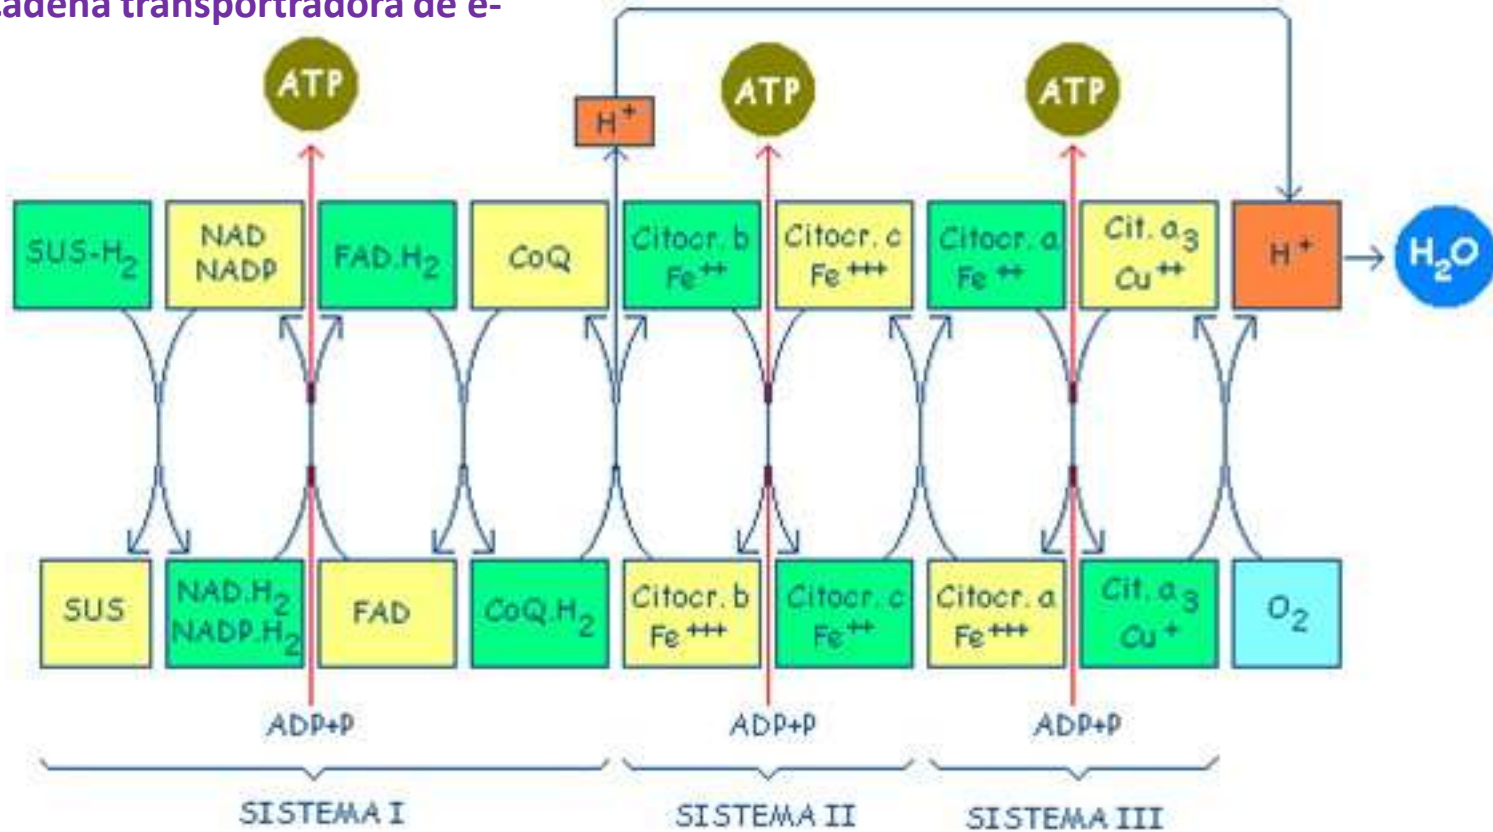 cadena transportradora de e-
ATP
ATP
ATP
H+
SUS-H2
NAD
NADP
FAD.H2
CoQ
Citocr. b
Fe++
Citocr. c
Fe+++
Citocr. a
Fe++
Cit. a3
Cu++
H+
H2O
SUS
NAD.H2
NADP.H2
FAD
CoQ.H2
Citocr. b
Fe+++
Citocr. c
Fe++
Citocr. a
Fe+++
Cit. a3
Cu+
O2
ADP+P
ADP+P
ADP+P
SISTEMA I
SISTEMA II
SISTEMA III